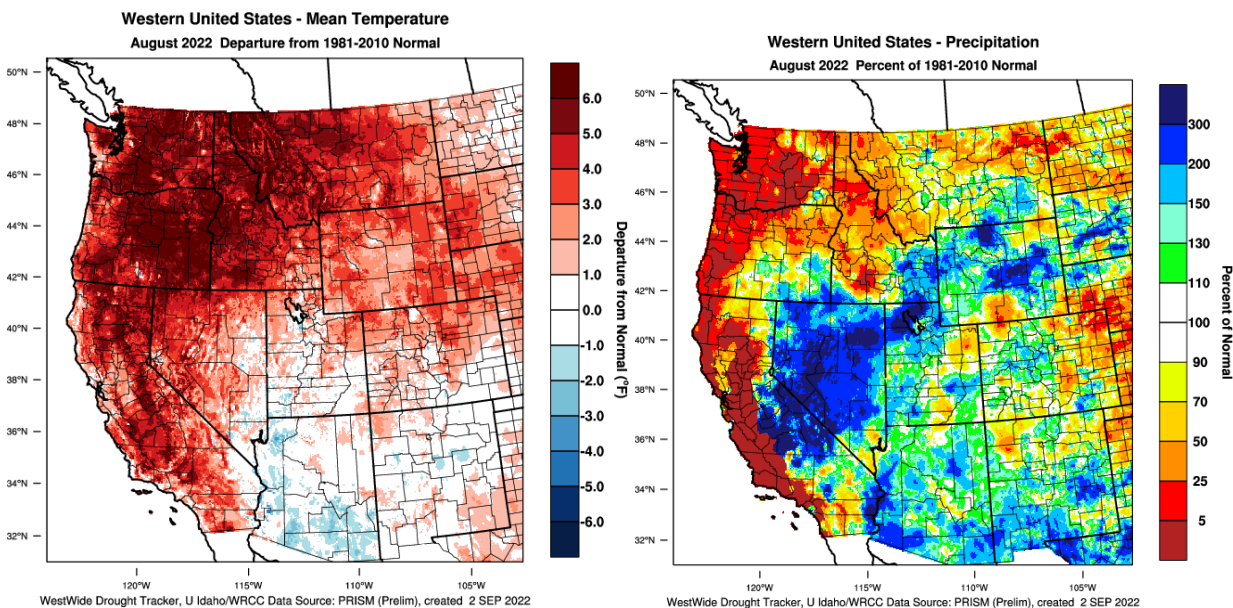 Western United States - Mean Temperature
August 2022 Departure from 1981-2010 Normal
50°N
48°N
46°N
44°N
42°N
40°N
38°N
36°N
34°N
32°N
120°W
115°W
110°W
105°W
6.0
5.0
4.0
3.0
2.0
1.0
0.0
-1.0
-2.0
-3.0
-4.0
-5.0
-6.0
Departure from Normal (°F)
WestWide Drought Tracker, U Idaho/WRCC Data Source: PRISM (Prelim), created 2 SEP 2022
Western United States - Precipitation
August 2022 Percent of 1981-2010 Normal
50°N
48°N
46°N
44°N
42°N
40°N
38°N
36°N
34°N
32°N
120°W
115°W
110°W
105°W
300
200
150
130
110
100
90
70
50
25
5
Percent of Normal
WestWide Drought Tracker, U Idaho/WRCC Data Source: PRISM (Prelim), created 2 SEP 2022